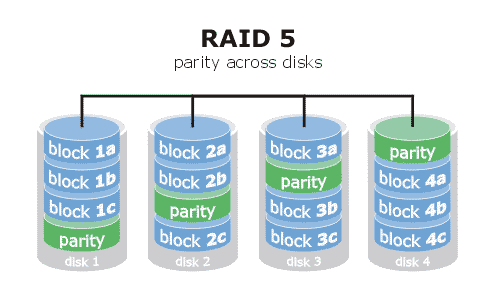 RAID 5
parity across disks
block 1a
block 1b
block 1c
parity
disk 1
block 2a
block 2b
parity
block 2c
disk 2
block 3a
parity
block 3b
block 3c
disk 3
parity
block 4a
block 4b
block 4c
disk 4